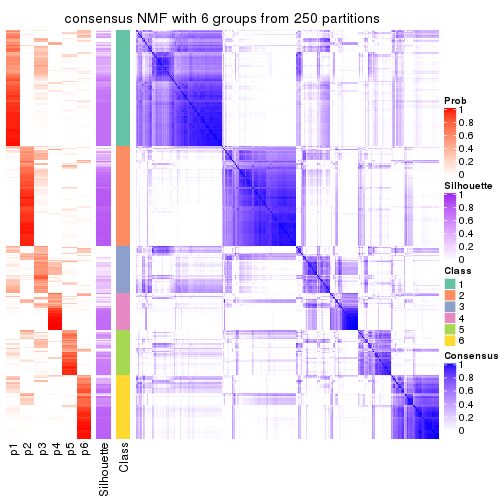 consensus NMF with 6 groups from 250 partitions
Prob
1
0.8
0.6
0.4
0.2
0
Silhouette
1
0.8
0.6
0.4
0.2
0
Class
1
2
3
4
5
6
Consensus
1
0.8
0.6
0.4
0.2
0
p1
p2
p3
p4
p5
p6
Silhouette
Class